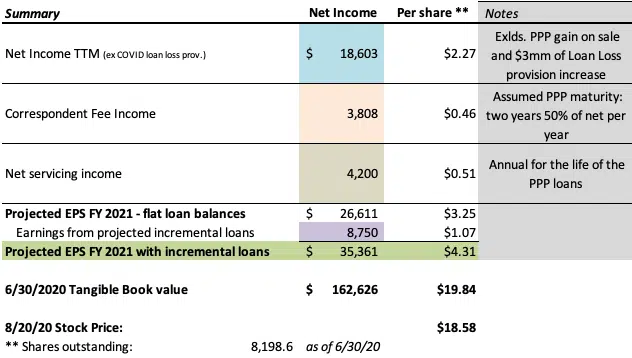 Summary Net Income Per share ** Notes
Net Income TTM (ex COVID loan loss prov.) $ 18,603 $2.27 Exlds. PPP gain on sale and $3mm of Loan Loss provision increase
Correspondent Fee Income 3,808 $0.46 Assumed PPP maturity: two years 50% of net per year
Net servicing income 4,200 $0.51 Annual for the life of the PPP loans
Projected EPS FY 2021 - flat loan balances $ 26,611 $3.25
Earnings from projected incremental loans 8,750 $1.07
Projected EPS FY 2021 with incremental loans $ 35,361 $4.31
6/30/2020 Tangible Book value $ 162,626 $19.84
8/20/20 Stock Price: $18.58
** Shares outstanding: 8,198.6 as of 6/30/20